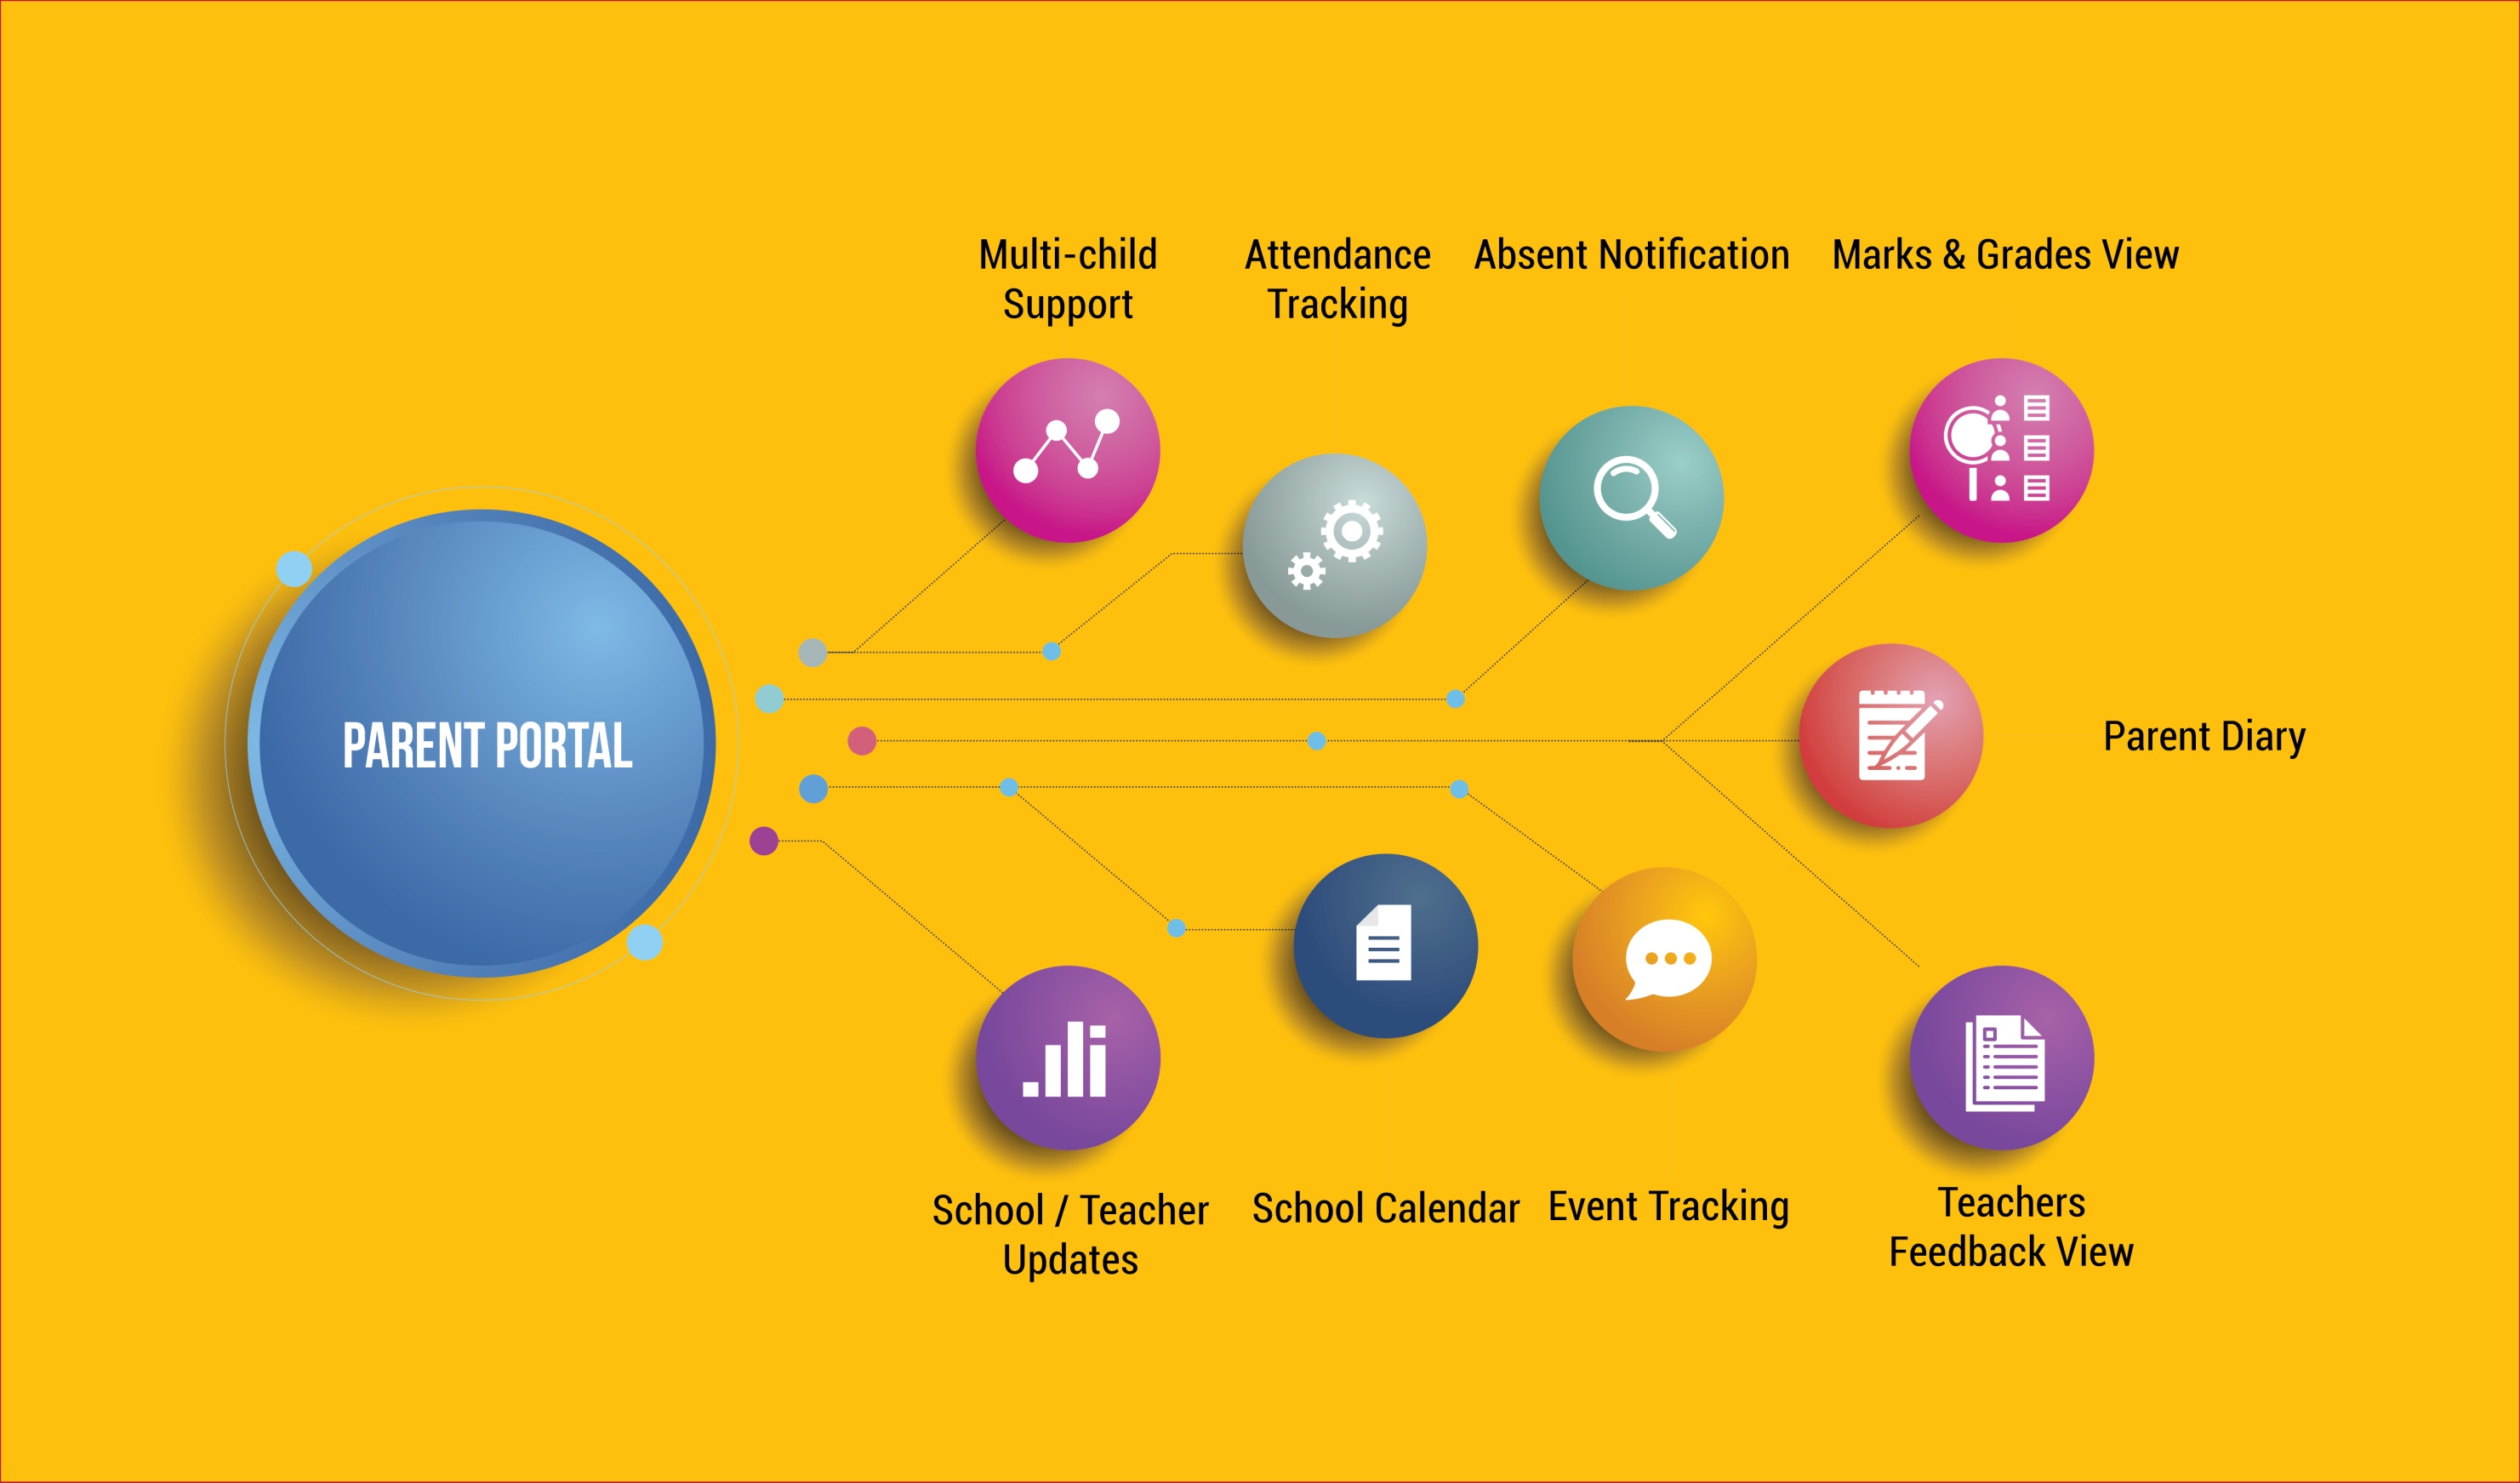 Multi-child
Support
Attendance
Tracking
Absent Notification
Marks & Grades View
PARENT PORTAL
Parent Diary
School / Teacher
Updates
School Calendar
Event Tracking
Teachers
Feedback View